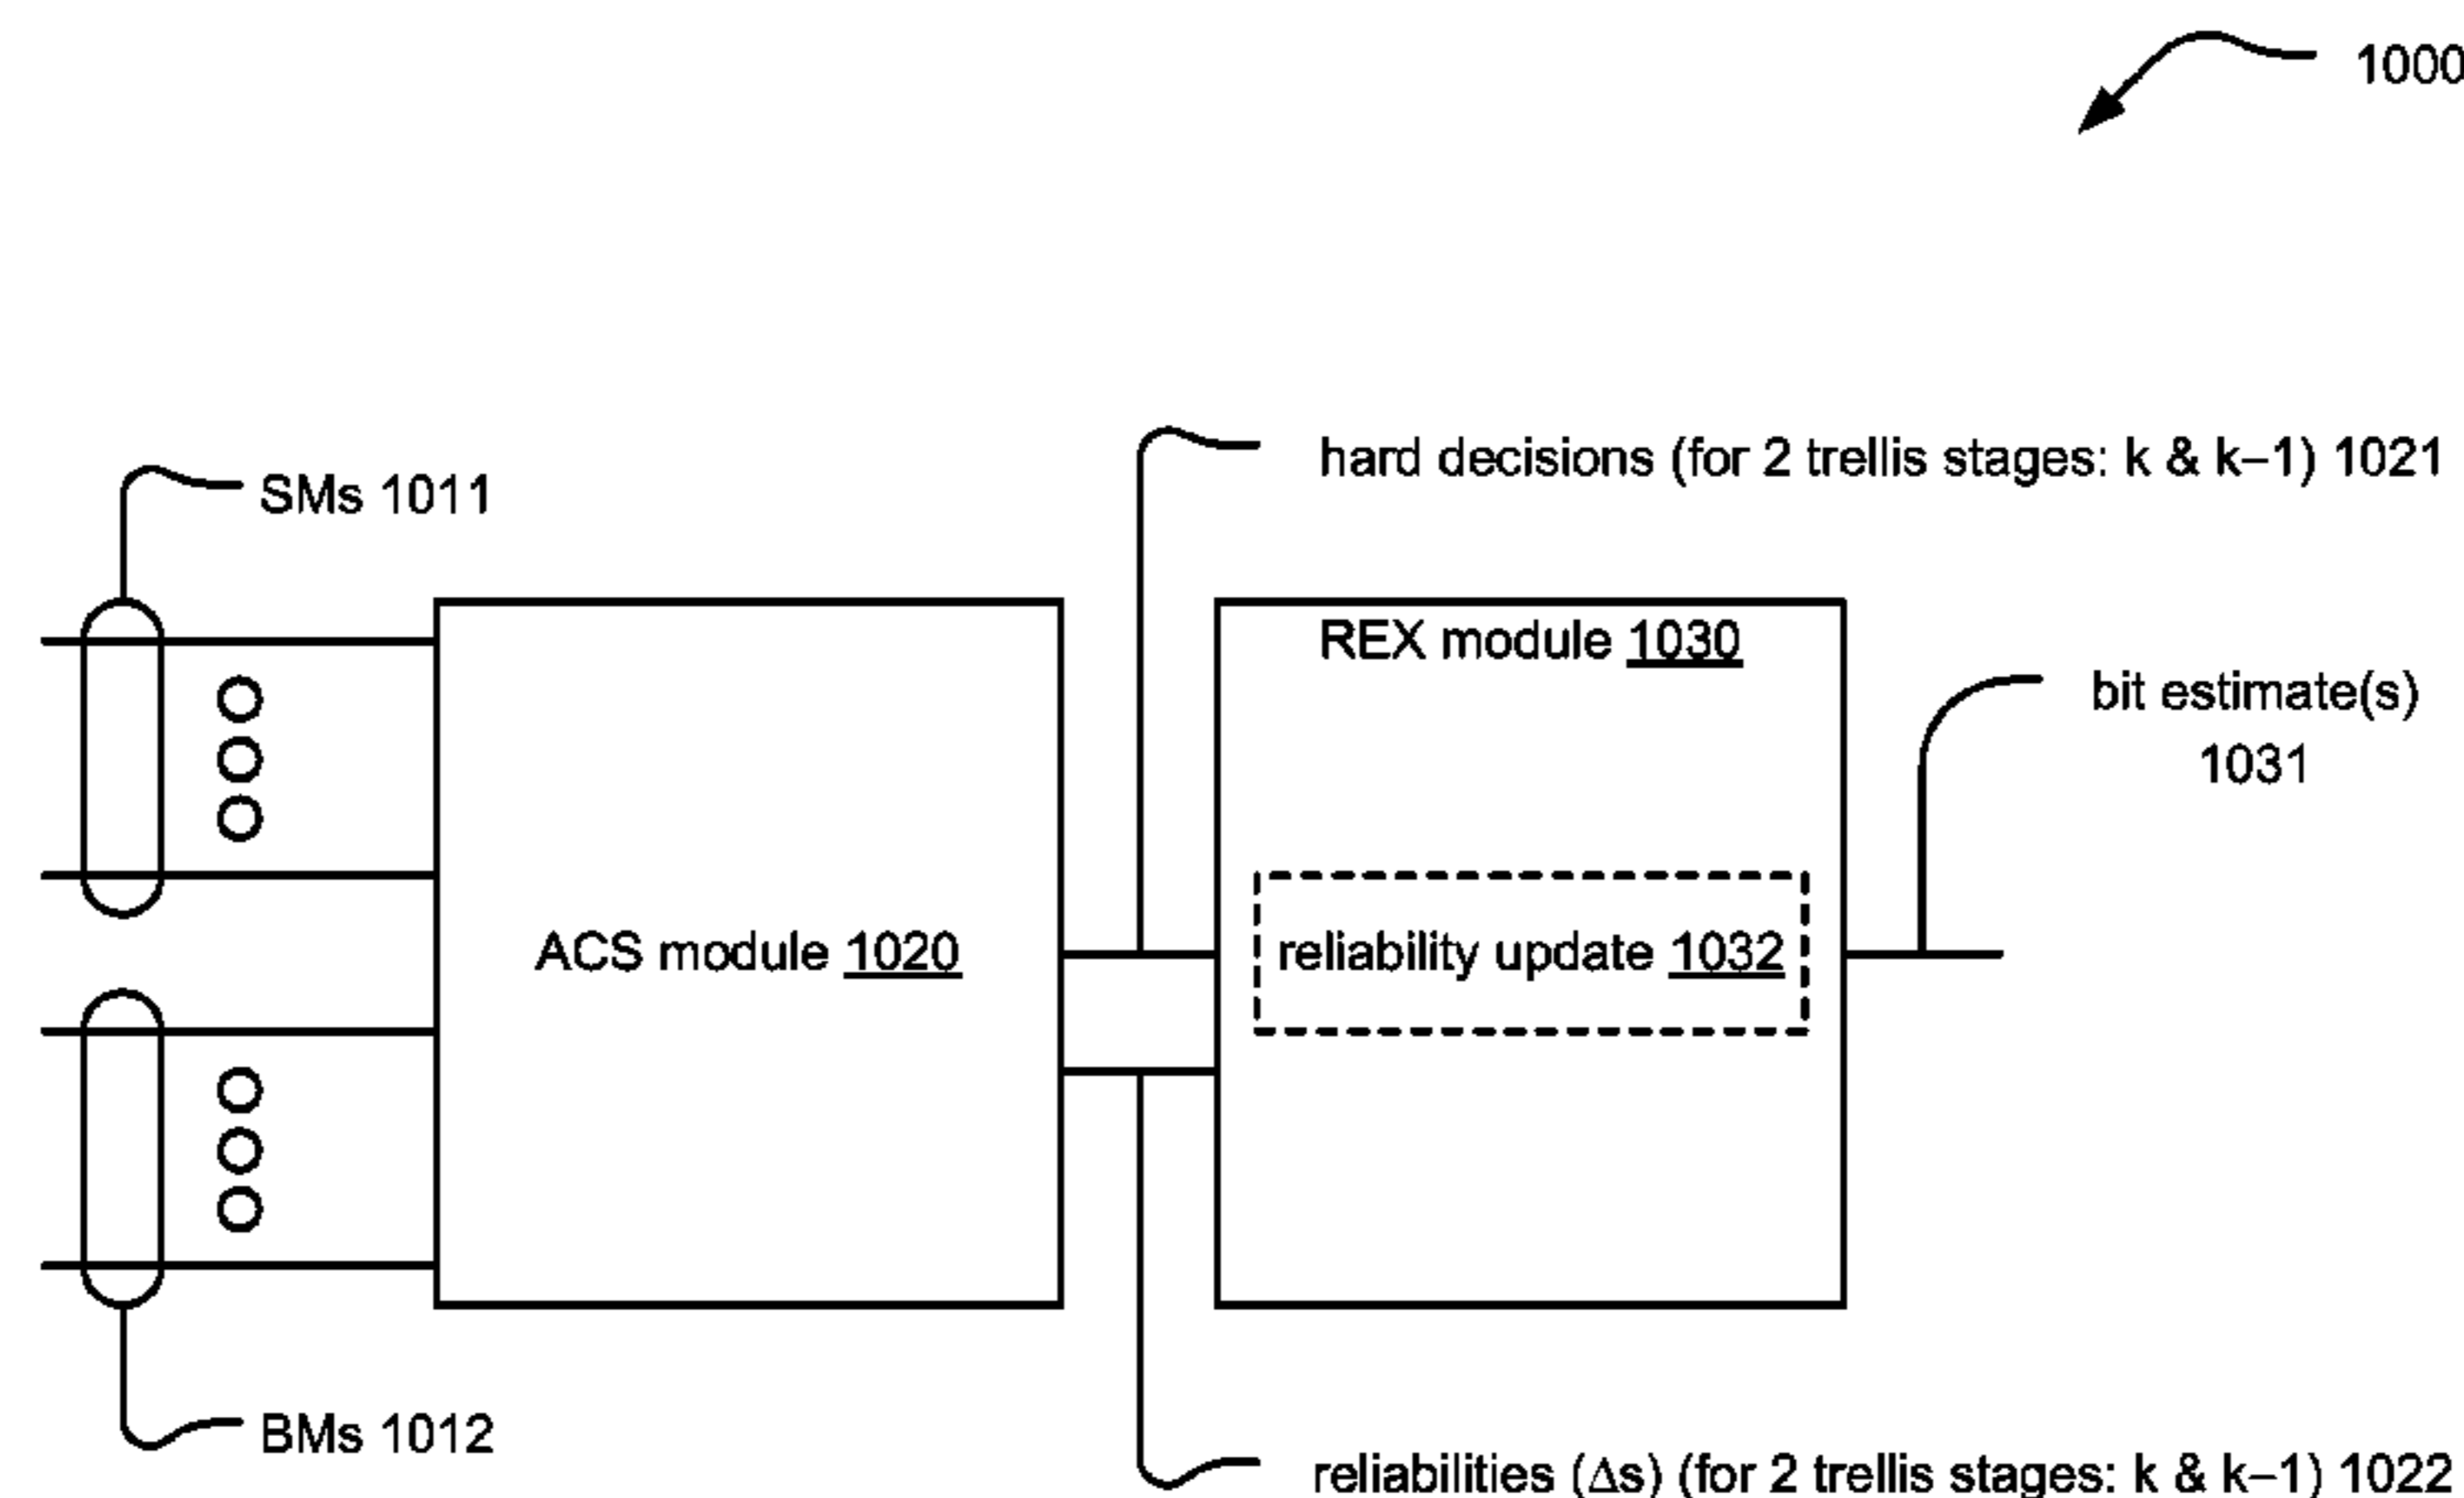 1000
hard decisions (for 2 trellis stages: k & k–1) 1021
SMs 1011
REX module 1030
bit estimate(s)
1031
ACS module 1020
reliability update 1032
BMs 1012
reliabilities (Δs) (for 2 trellis stages: k & k–1) 1022